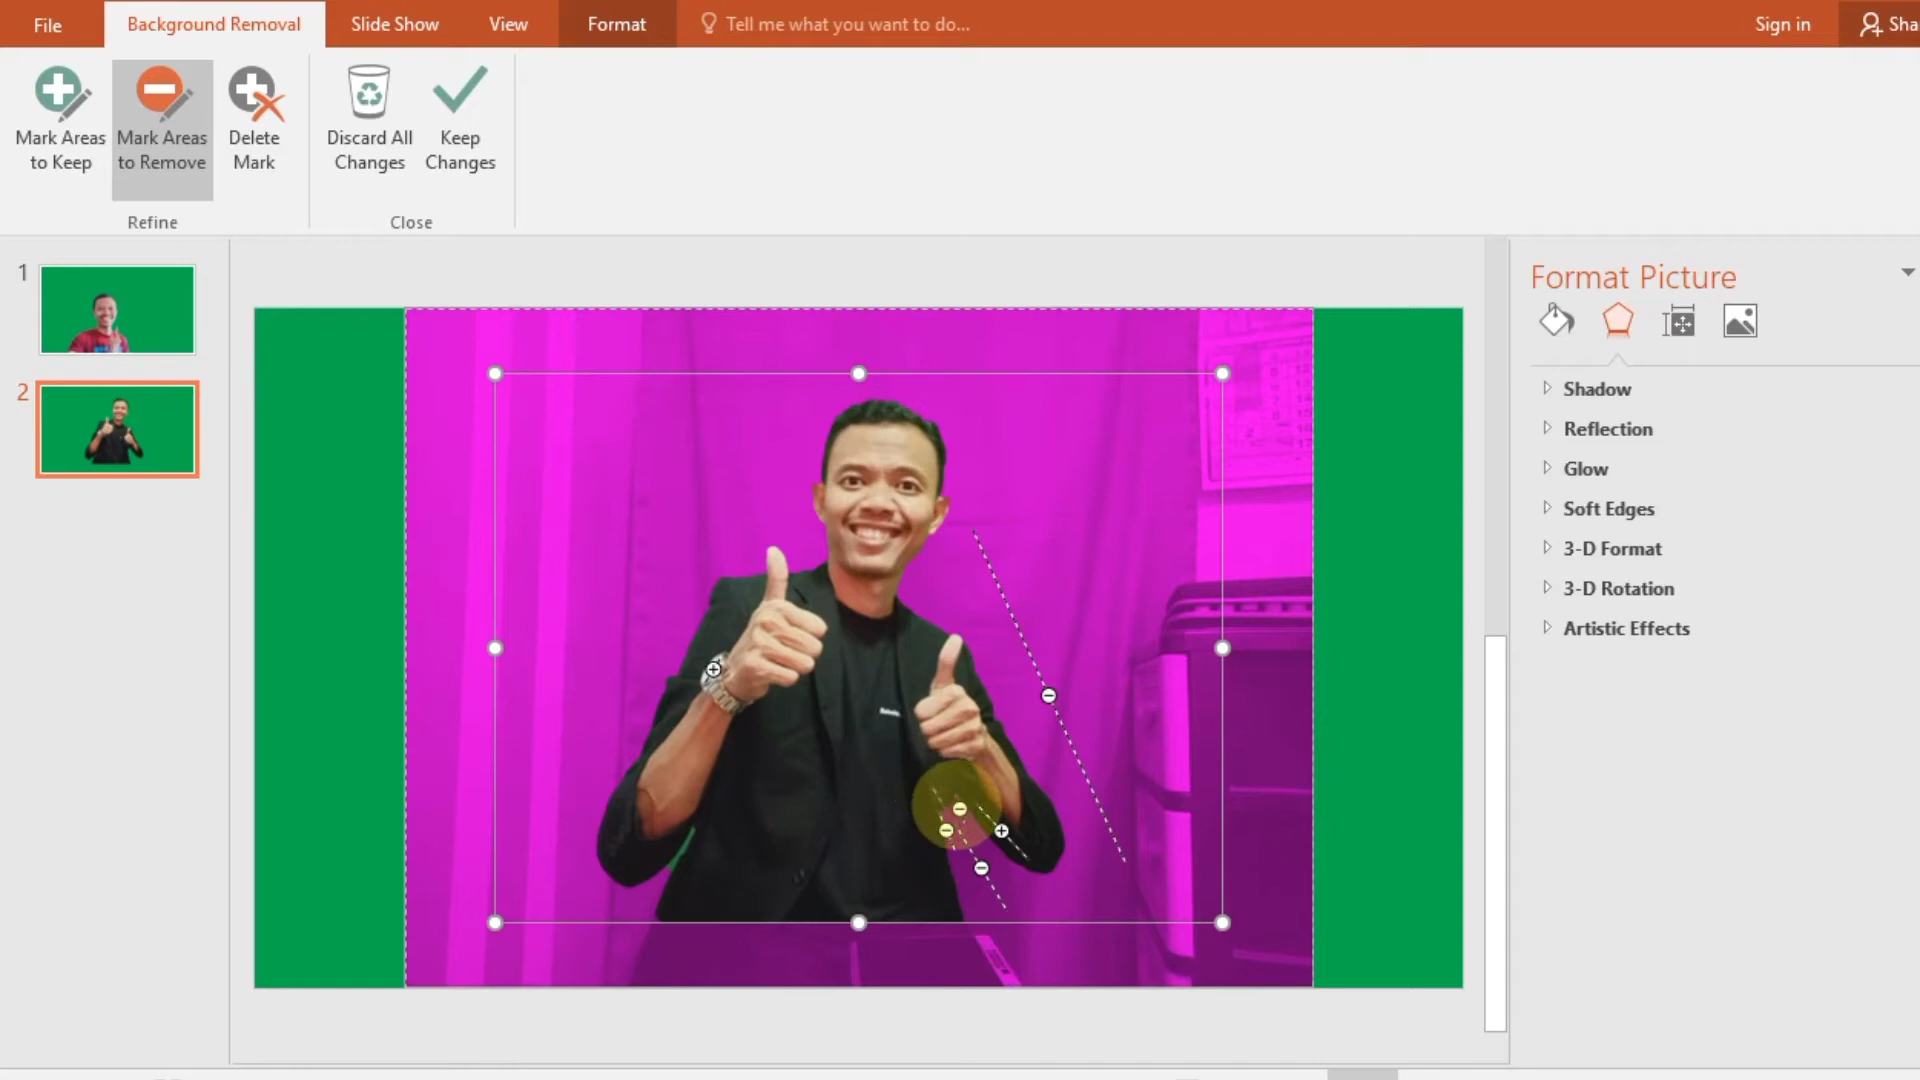 File Background Removal Slide Show View Format Tell me what you want to do... Sign in Sha
Mark Areas to Keep
Mark Areas to Remove
Delete Mark
Discard All Changes
Keep Changes
Refine Close
1
2
Format Picture
Shadow
Reflection
Glow
Soft Edges
3-D Format
3-D Rotation
Artistic Effects